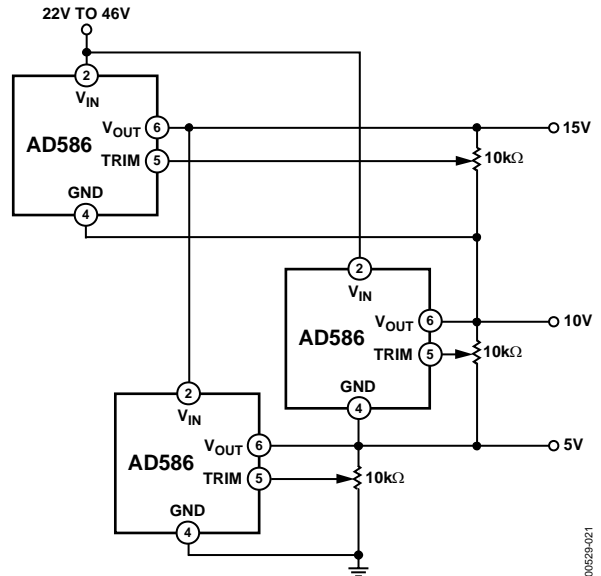 22V TO 46V
2
VIN
VOUT 6
15V
AD586
TRIM 5
10kΩ
GND
4
2
VIN
VOUT 6
10V
AD586
TRIM 5
10kΩ
2
GND
VIN
4
VOUT 6
5V
AD586
TRIM 5
10kΩ
GND
4
00529-021